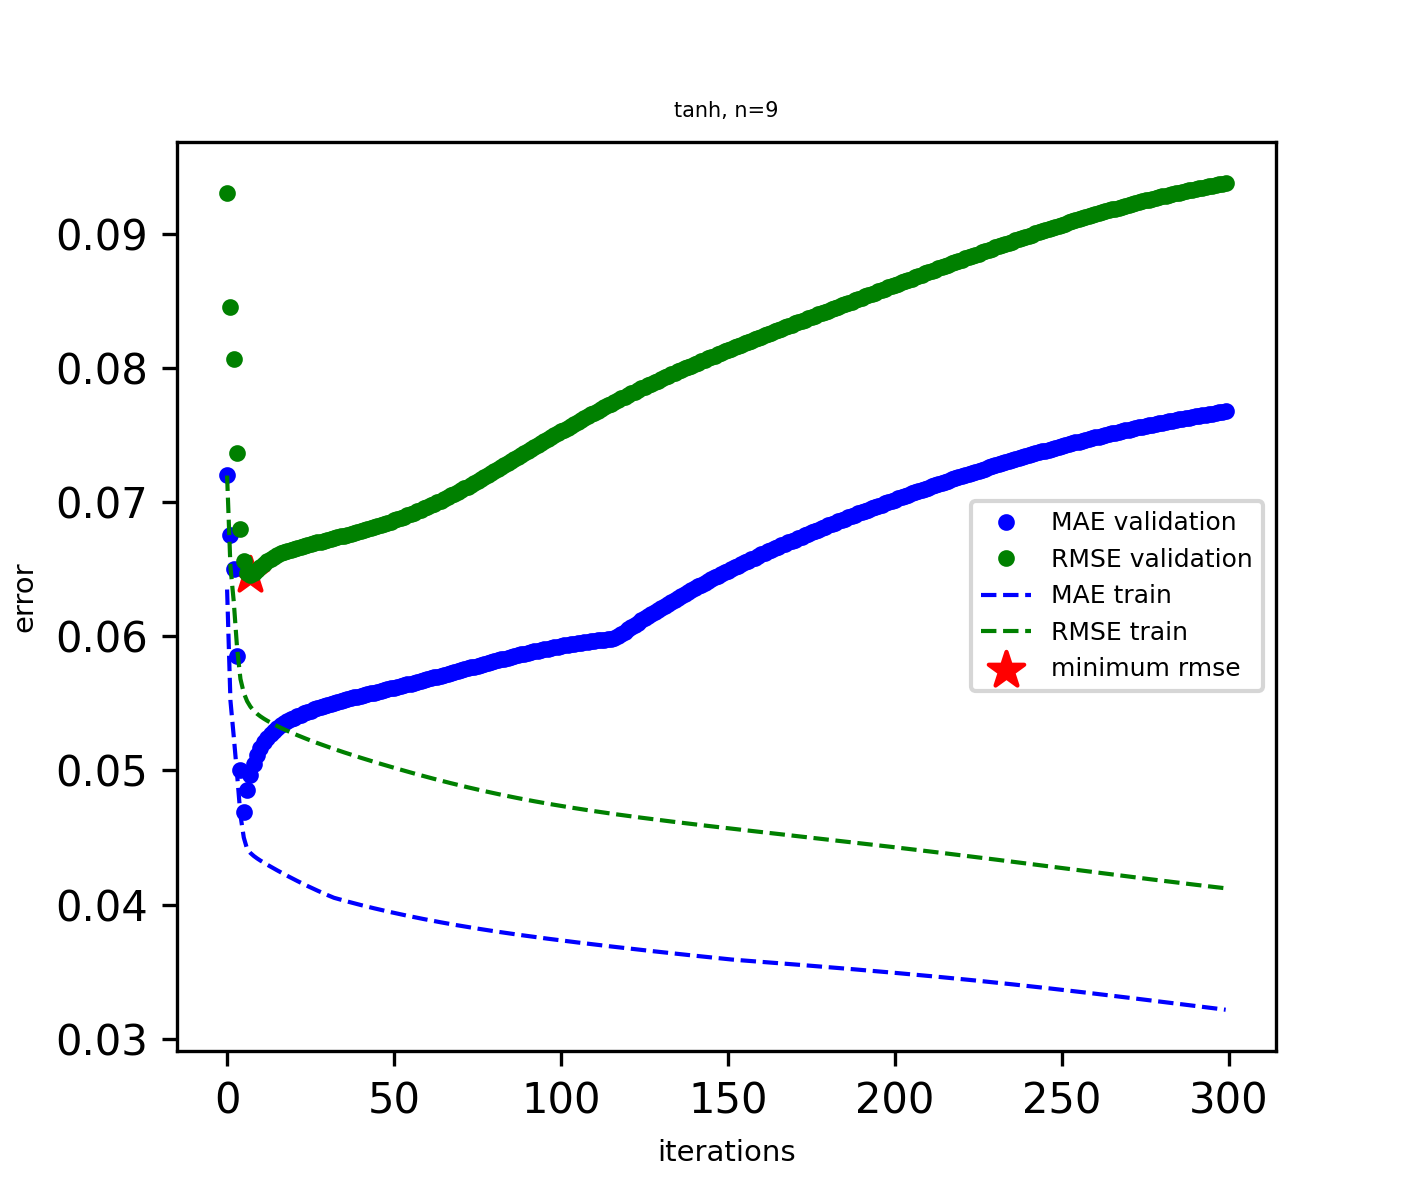 tanh, n=9
error
0.09
0.08
0.07
0.06
0.05
0.04
0.03
MAE validation
RMSE validation
MAE train
RMSE train
minimum rmse
0 50 100 150 200 250 300
iterations